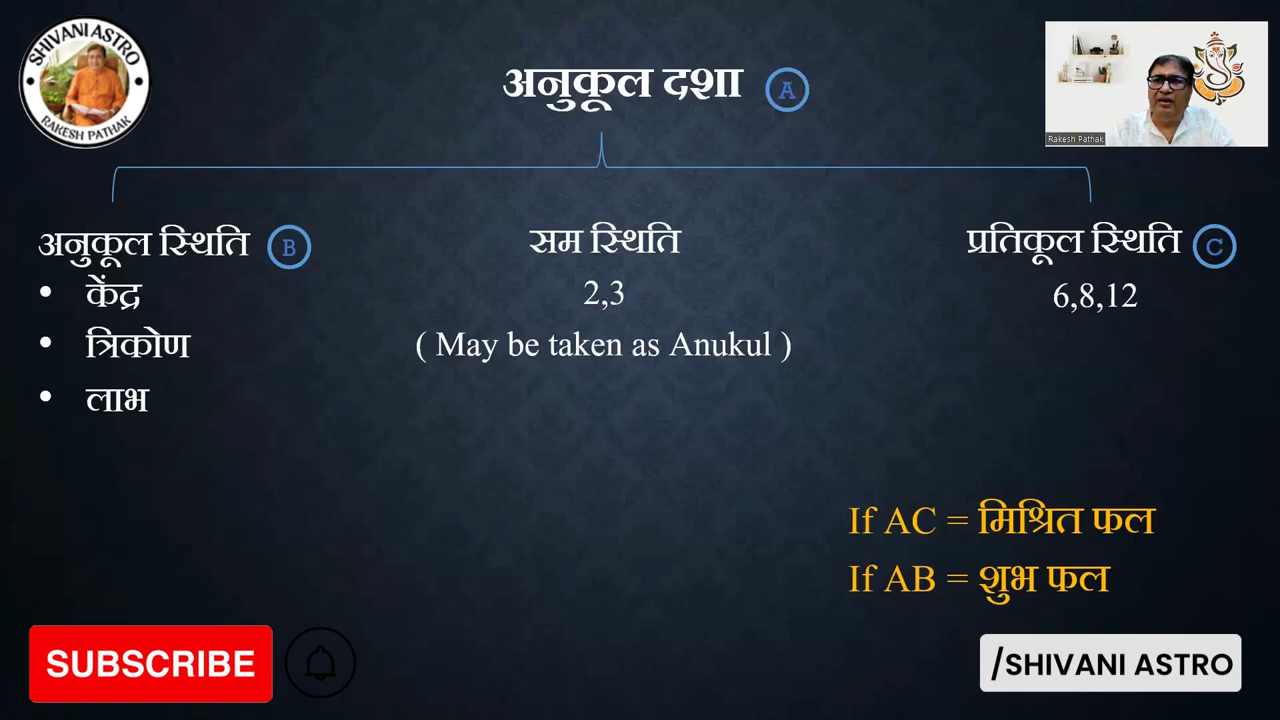 SHIVANI ASTRO
RAKESH PATHAK
अनुकूल दशा A
Rakesh Pathak
अनुकूल स्थिति B
• केंद्र
• त्रिकोण
• लाभ
सम स्थिति
2,3
( May be taken as Anukul )
प्रतिकूल स्थिति C
6,8,12
If AC = मिश्रित फल
If AB = शुभ फल
SUBSCRIBE
/SHIVANI ASTRO